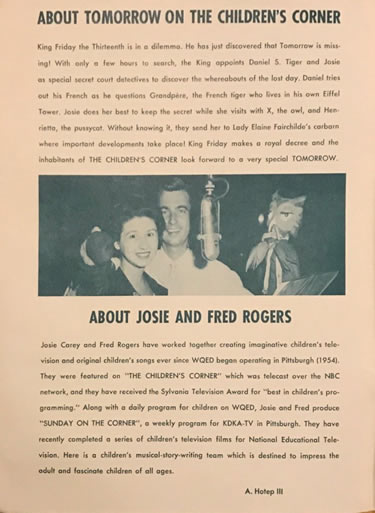 ABOUT TOMORROW ON THE CHILDREN'S CORNER
King Friday the Thirteenth is in a dilemma. He has just discovered that Tomorrow is miss-
ing! With only a few hours to search, the King appoints Daniel S. Tiger and Josie
as special secret court detectives to discover the whereabouts of the lost day. Daniel tries
out his French as he questions Grandpère, the French tiger who lives in his own Eiffel
Tower. Josie does her best to keep the secret while she visits with X, the owl, and Hen-
rietta, the pussycat. Without knowing it, they send her to Lady Elaine Fairchilde's carbarn
where important developments take place! King Friday makes a royal decree and the
inhabitants of THE CHILDREN'S CORNER look forward to a very special TOMORROW.
ABOUT JOSIE AND FRED ROGERS
Josie Carey and Fred Rogers have worked together creating imaginative children's tele-
vision and original children's songs ever since WQED began operating in Pittsburgh (1954).
They were featured on "THE CHILDREN'S CORNER" which was telecast over the NBC
network, and they have received the Sylvania Television Award for "best in children's pro-
gramming." Along with a daily program for children on WQED, Josie and Fred produce
"SUNDAY ON THE CORNER", a weekly program for KDKA-TV in Pittsburgh. They have
recently completed a series of children's television films for National Educational Tele-
vision. Here is a children's musical-story-writing team which is destined to impress the
adult and fascinate children of all ages.
A. Hotep III